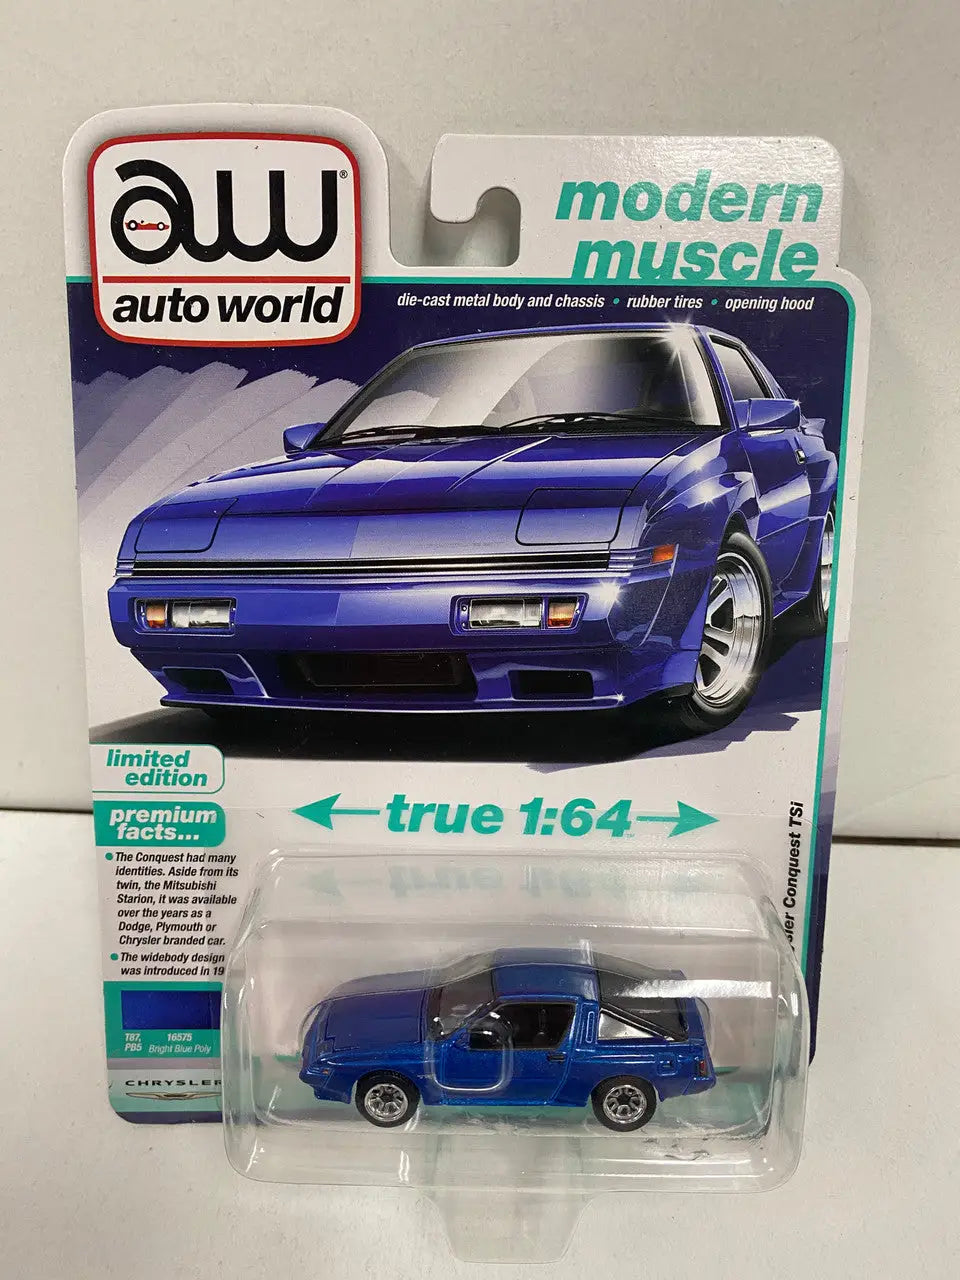 aw®
auto world
modern
muscle
die-cast metal body and chassis • rubber tires • opening hood
limited
edition
true 1:64
premium
facts...
• The Conquest had many
identities. Aside from its
twin, the Mitsubishi
Starion, it was available
over the years as a
Dodge, Plymouth or
Chrysler branded car.
• The widebody design
was introduced in 19
T87, 16575
PB5 Bright Blue Poly
CHRYSLER
Conquest TSi